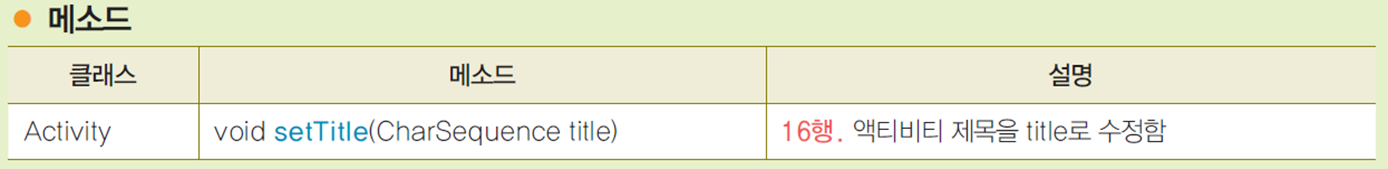 ● 메소드
클래스 메소드 설명
Activity void setTitle(CharSequence title) 16행. 액티비티 제목을 title로 수정함